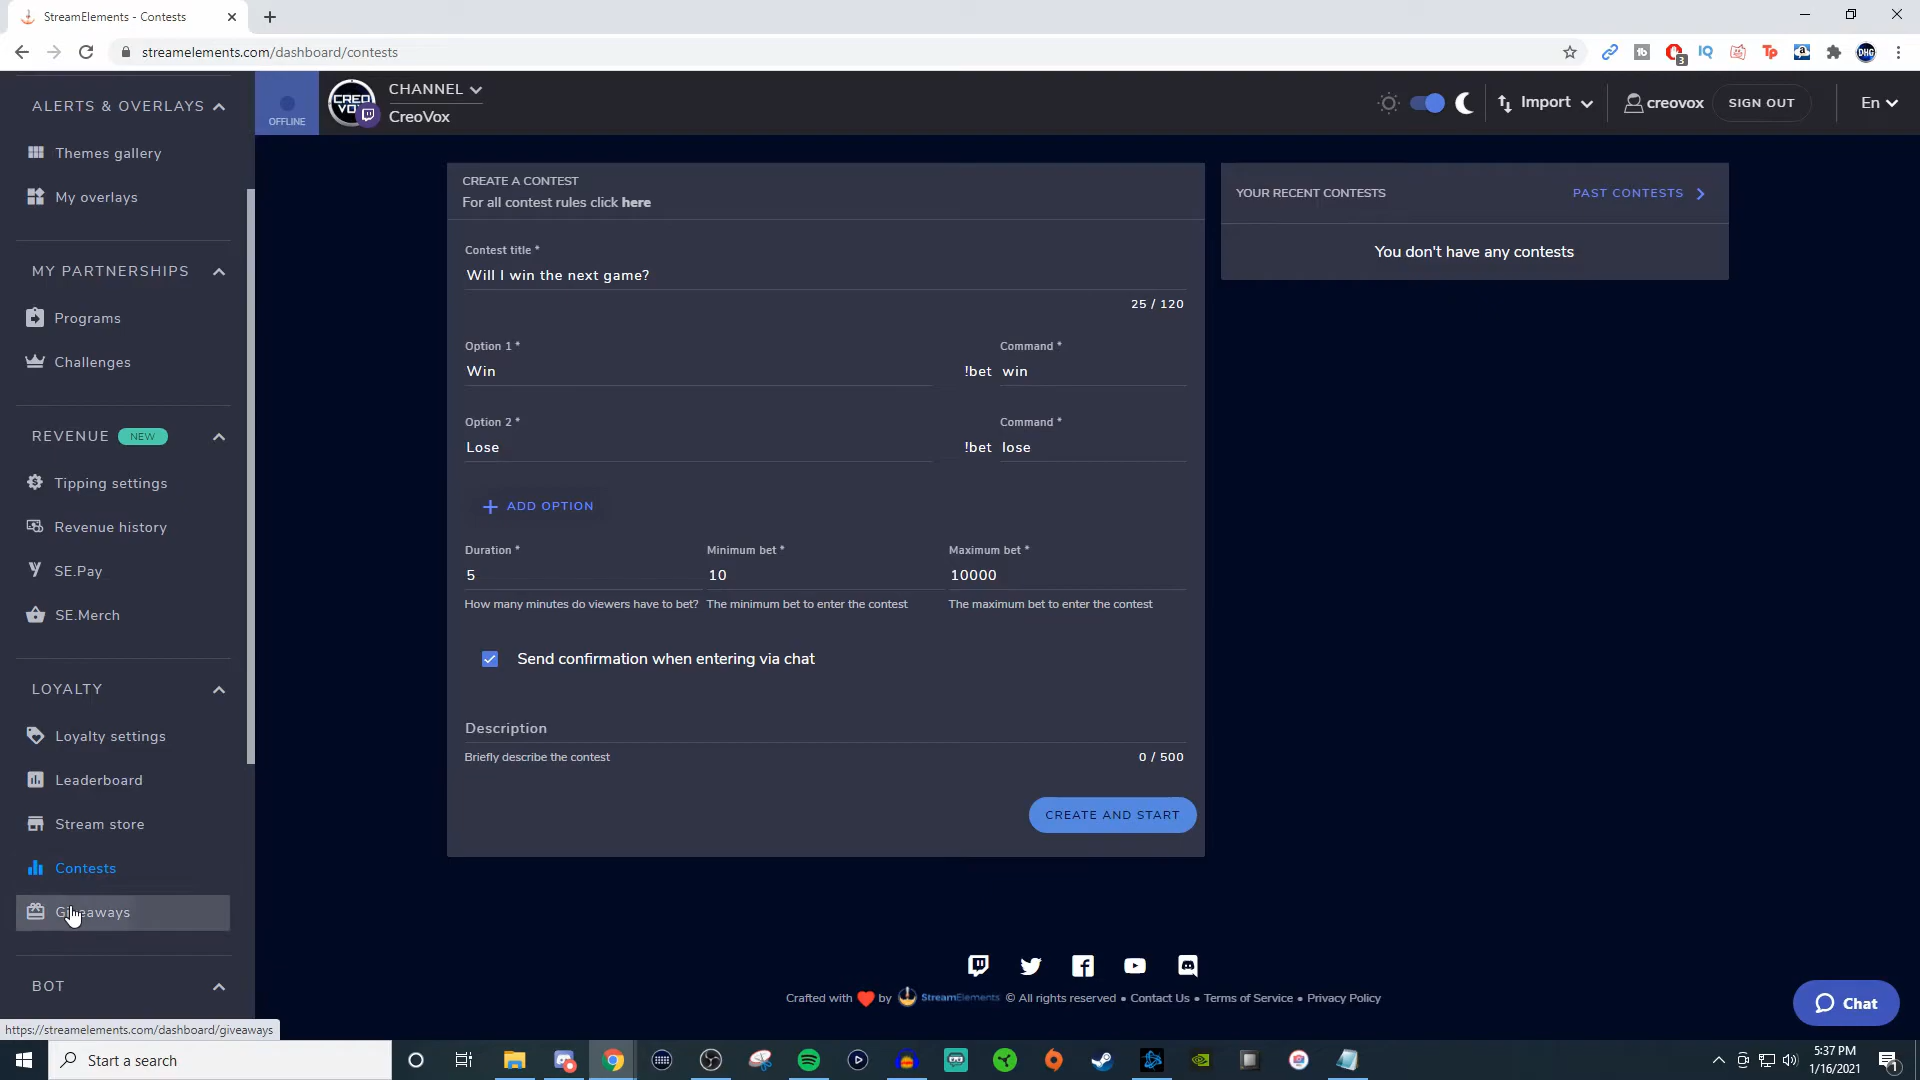 StreamElements - Contests
streamelements.com/dashboard/contests
3
IQ
Tp
DHG
ALERTS & OVERLAYS
Themes gallery
My overlays
MY PARTNERSHIPS
Programs
Challenges
REVENUE NEW
Tipping settings
Revenue history
SE.Pay
SE.Merch
LOYALTY
Loyalty settings
Leaderboard
Stream store
Contests
Giveaways
BOT
https://streamelements.com/dashboard/giveaways
OFFLINE
CREO
VO
CHANNEL
CreoVox
Import
creovox
SIGN OUT
En
CREATE A CONTEST
For all contest rules click here
Contest title *
Will I win the next game?
25 / 120
Option 1 *
Command *
Win
!bet win
Option 2 *
Command *
Lose
!bet lose
ADD OPTION
Duration *
Minimum bet *
Maximum bet *
5
10
10000
How many minutes do viewers have to bet?
The minimum bet to enter the contest
The maximum bet to enter the contest
Send confirmation when entering via chat
Description
Briefly describe the contest
0 / 500
CREATE AND START
YOUR RECENT CONTESTS
PAST CONTESTS
You don't have any contests
Crafted with by StreamElements © All rights reserved • Contact Us • Terms of Service • Privacy Policy
Chat
Start a search
5:37 PM
1/16/2021
1